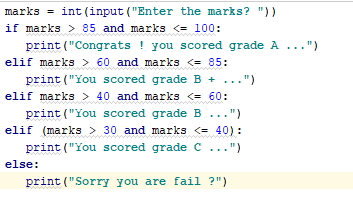 marks = int(input("Enter the marks? "))
if marks > 85 and marks <= 100:
    print("Congrats ! you scored grade A ...")
elif marks > 60 and marks <= 85:
    print("You scored grade B + ...")
elif marks > 40 and marks <= 60:
    print("You scored grade B ...")
elif (marks > 30 and marks <= 40):
    print("You scored grade C ...")
else:
    print("Sorry you are fail ?")